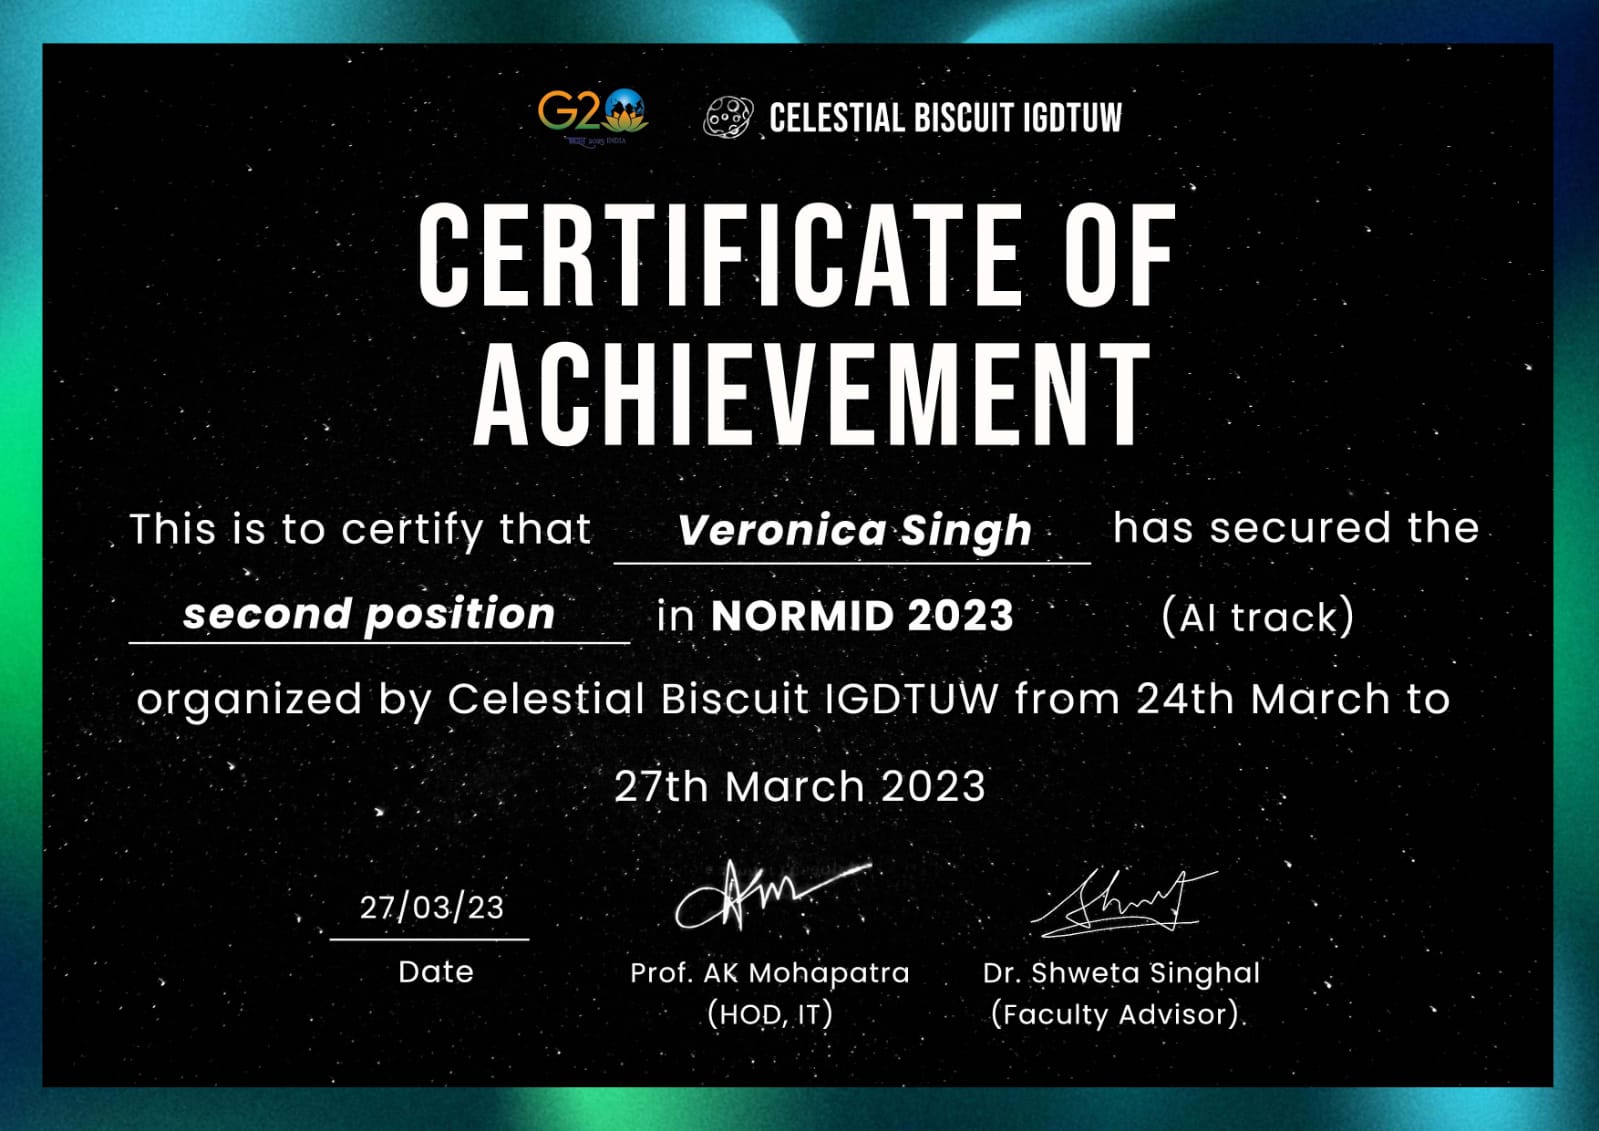 G20
भारत 2023 INDIA
CELESTIAL BISCUIT IGDTUW
CERTIFICATE OF
ACHIEVEMENT
This is to certify that Veronica Singh has secured the
second position in NORMID 2023 (AI track)
organized by Celestial Biscuit IGDTUW from 24th March to
27th March 2023
27/03/23
Date
Prof. AK Mohapatra
(HOD, IT)
Dr. Shweta Singhal
(Faculty Advisor)